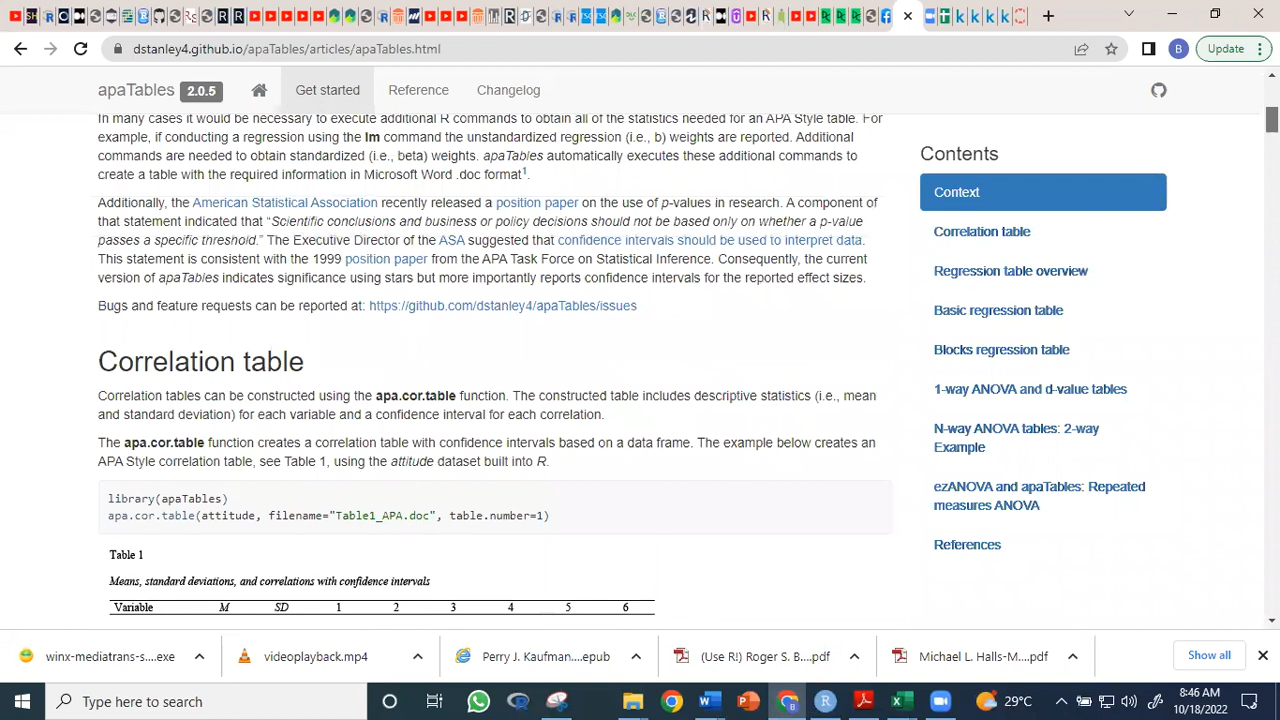 dstanley4.github.io/apaTables/articles/apaTables.html
B
Update
apaTables 2.0.5 Get started Reference Changelog
In many cases it would be necessary to execute additional R commands to obtain all of the statistics needed for an APA Style table. For
example, if conducting a regression using the lm command the unstandardized regression (i.e., b) weights are reported. Additional
commands are needed to obtain standardized (i.e., beta) weights. apaTables automatically executes these additional commands to
create a table with the required information in Microsoft Word .doc format1.
Additionally, the American Statistical Association recently released a position paper on the use of p-values in research. A component of
that statement indicated that “Scientific conclusions and business or policy decisions should not be based only on whether a p-value
passes a specific threshold.” The Executive Director of the ASA suggested that confidence intervals should be used to interpret data.
This statement is consistent with the 1999 position paper from the APA Task Force on Statistical Inference. Consequently, the current
version of apaTables indicates significance using stars but more importantly reports confidence intervals for the reported effect sizes.
Bugs and feature requests can be reported at: https://github.com/dstanley4/apaTables/issues
Correlation table
Correlation tables can be constructed using the apa.cor.table function. The constructed table includes descriptive statistics (i.e., mean
and standard deviation) for each variable and a confidence interval for each correlation.
The apa.cor.table function creates a correlation table with confidence intervals based on a data frame. The example below creates an
APA Style correlation table, see Table 1, using the attitude dataset built into R.
library(apaTables)
apa.cor.table(attitude, filename="Table1_APA.doc", table.number=1)
Table 1
Means, standard deviations, and correlations with confidence intervals
Variable M SD 1 2 3 4 5 6
Contents
Context
Correlation table
Regression table overview
Basic regression table
Blocks regression table
1-way ANOVA and d-value tables
N-way ANOVA tables: 2-way
Example
ezANOVA and apaTables: Repeated
measures ANOVA
References
winx-mediatrans-s....exe
videoplayback.mp4
Perry J. Kaufman....epub
(Use R!) Roger S. B....pdf
Michael L. Halls-M....pdf
Show all
Type here to search
29°C
8:46 AM
10/18/2022